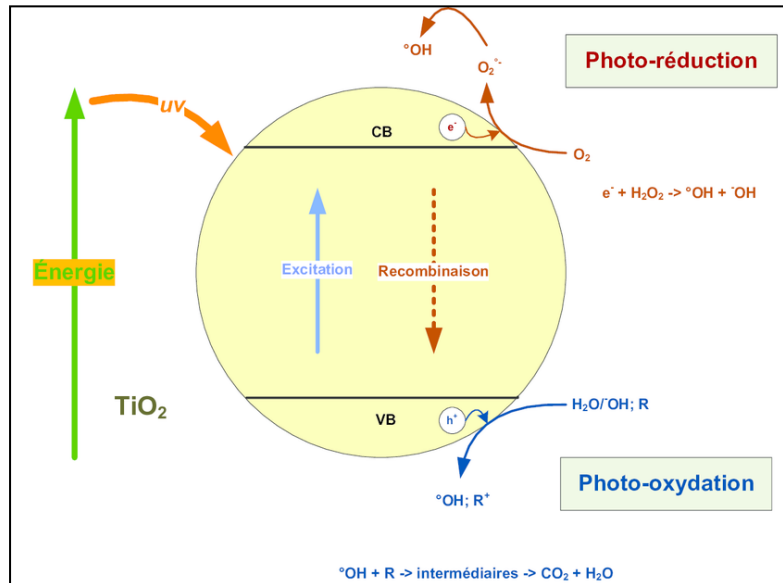 °OH
O₂°⁻
Photo-réduction
uv
CB
e⁻
O₂
e⁻ + H₂O₂ -> °OH + ⁻OH
Énergie
Excitation
Recombinaison
TiO₂
VB
h⁺
H₂O/⁻OH; R
Photo-oxydation
°OH; R⁺
°OH + R -> intermédiaires -> CO₂ + H₂O